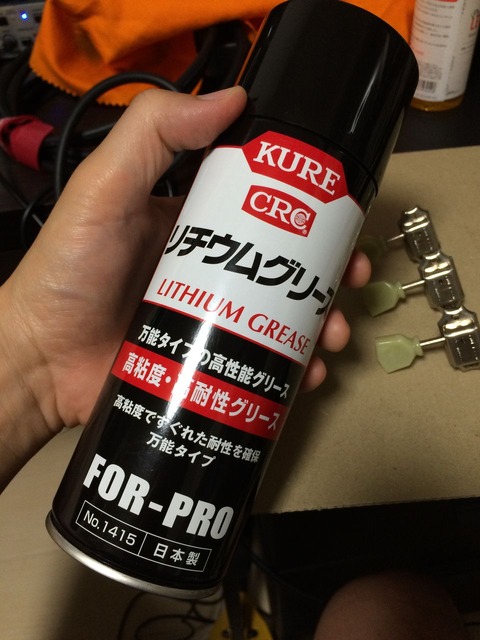 KURE
CRC
リチウムグリース
LITHIUM GREASE
万能タイプの高性能グリース
高粘度・高耐性グリース
高粘度ですぐれた耐性を確保
万能タイプ
FOR-PRO
No.1415
日本製